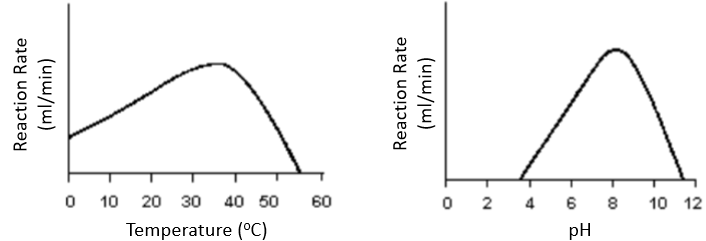 Reaction Rate
(ml/min)
0 10 20 30 40 50 60
Temperature (⁰C)
Reaction Rate
(ml/min)
0 2 4 6 8 10 12
pH